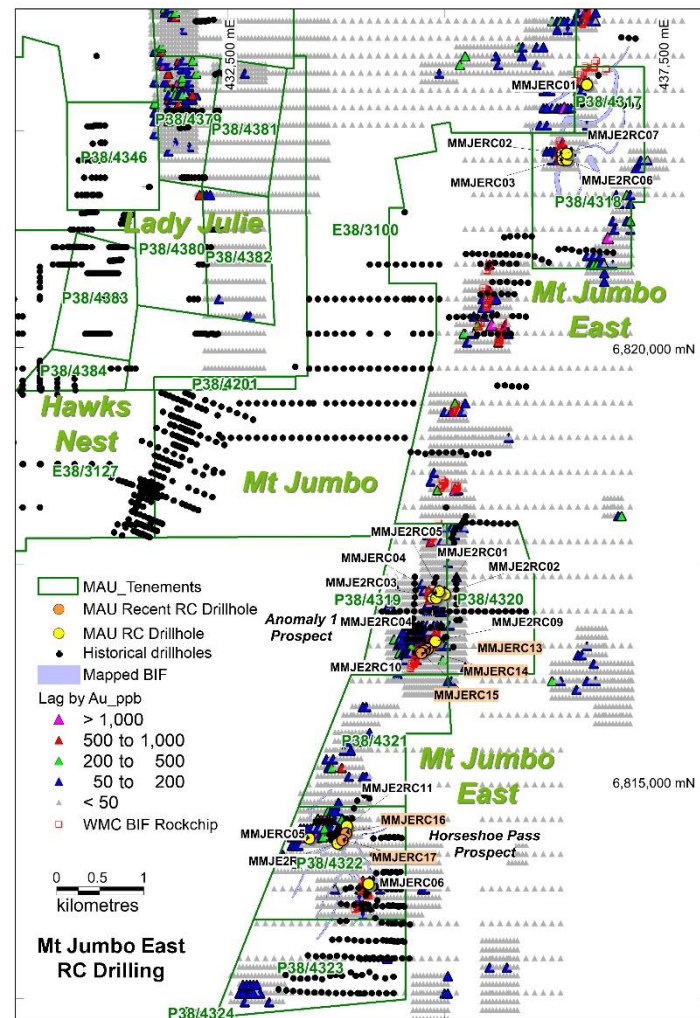 432,500 mE
437,500 mE
MMJERC01
P38/4317
P38/4379
P38/4381
P38/4346
MMJERC02
MMJE2RC07
MMJERC03
MMJE2RC06
P38/4318
Lady Julie
E38/3100
P38/4380
P38/4382
P38/4383
Mt Jumbo
East
6,820,000 mN
P38/4384
P38/4201
Hawks
Nest
E38/3127
Mt Jumbo
MMJE2RC05
MMJE2RC01
MMJERC04
MMJE2RC02
MMJE2RC03
P38/4319
P38/4320
MMJE2RC04
Anomaly 1
Prospect
MMJE2RC09
MMJERC13
MMJE2RC10
MMJERC14
MMJERC15
MAU_Tenements
MAU Recent RC Drillhole
MAU RC Drillhole
Historical drillholes
Mapped BIF
Lag by Au_ppb
> 1,000
500 to 1,000
200 to 500
50 to 200
< 50
WMC BIF Rockchip
P38/4321
Mt Jumbo
East
6,815,000 mN
MMJE2RC11
MMJERC16
MMJERC05
Horseshoe Pass
Prospect
MMJERC17
P38/4322
MMJERC06
0 0.5 1
kilometres
Mt Jumbo East
RC Drilling
P38/4323
P38/4324